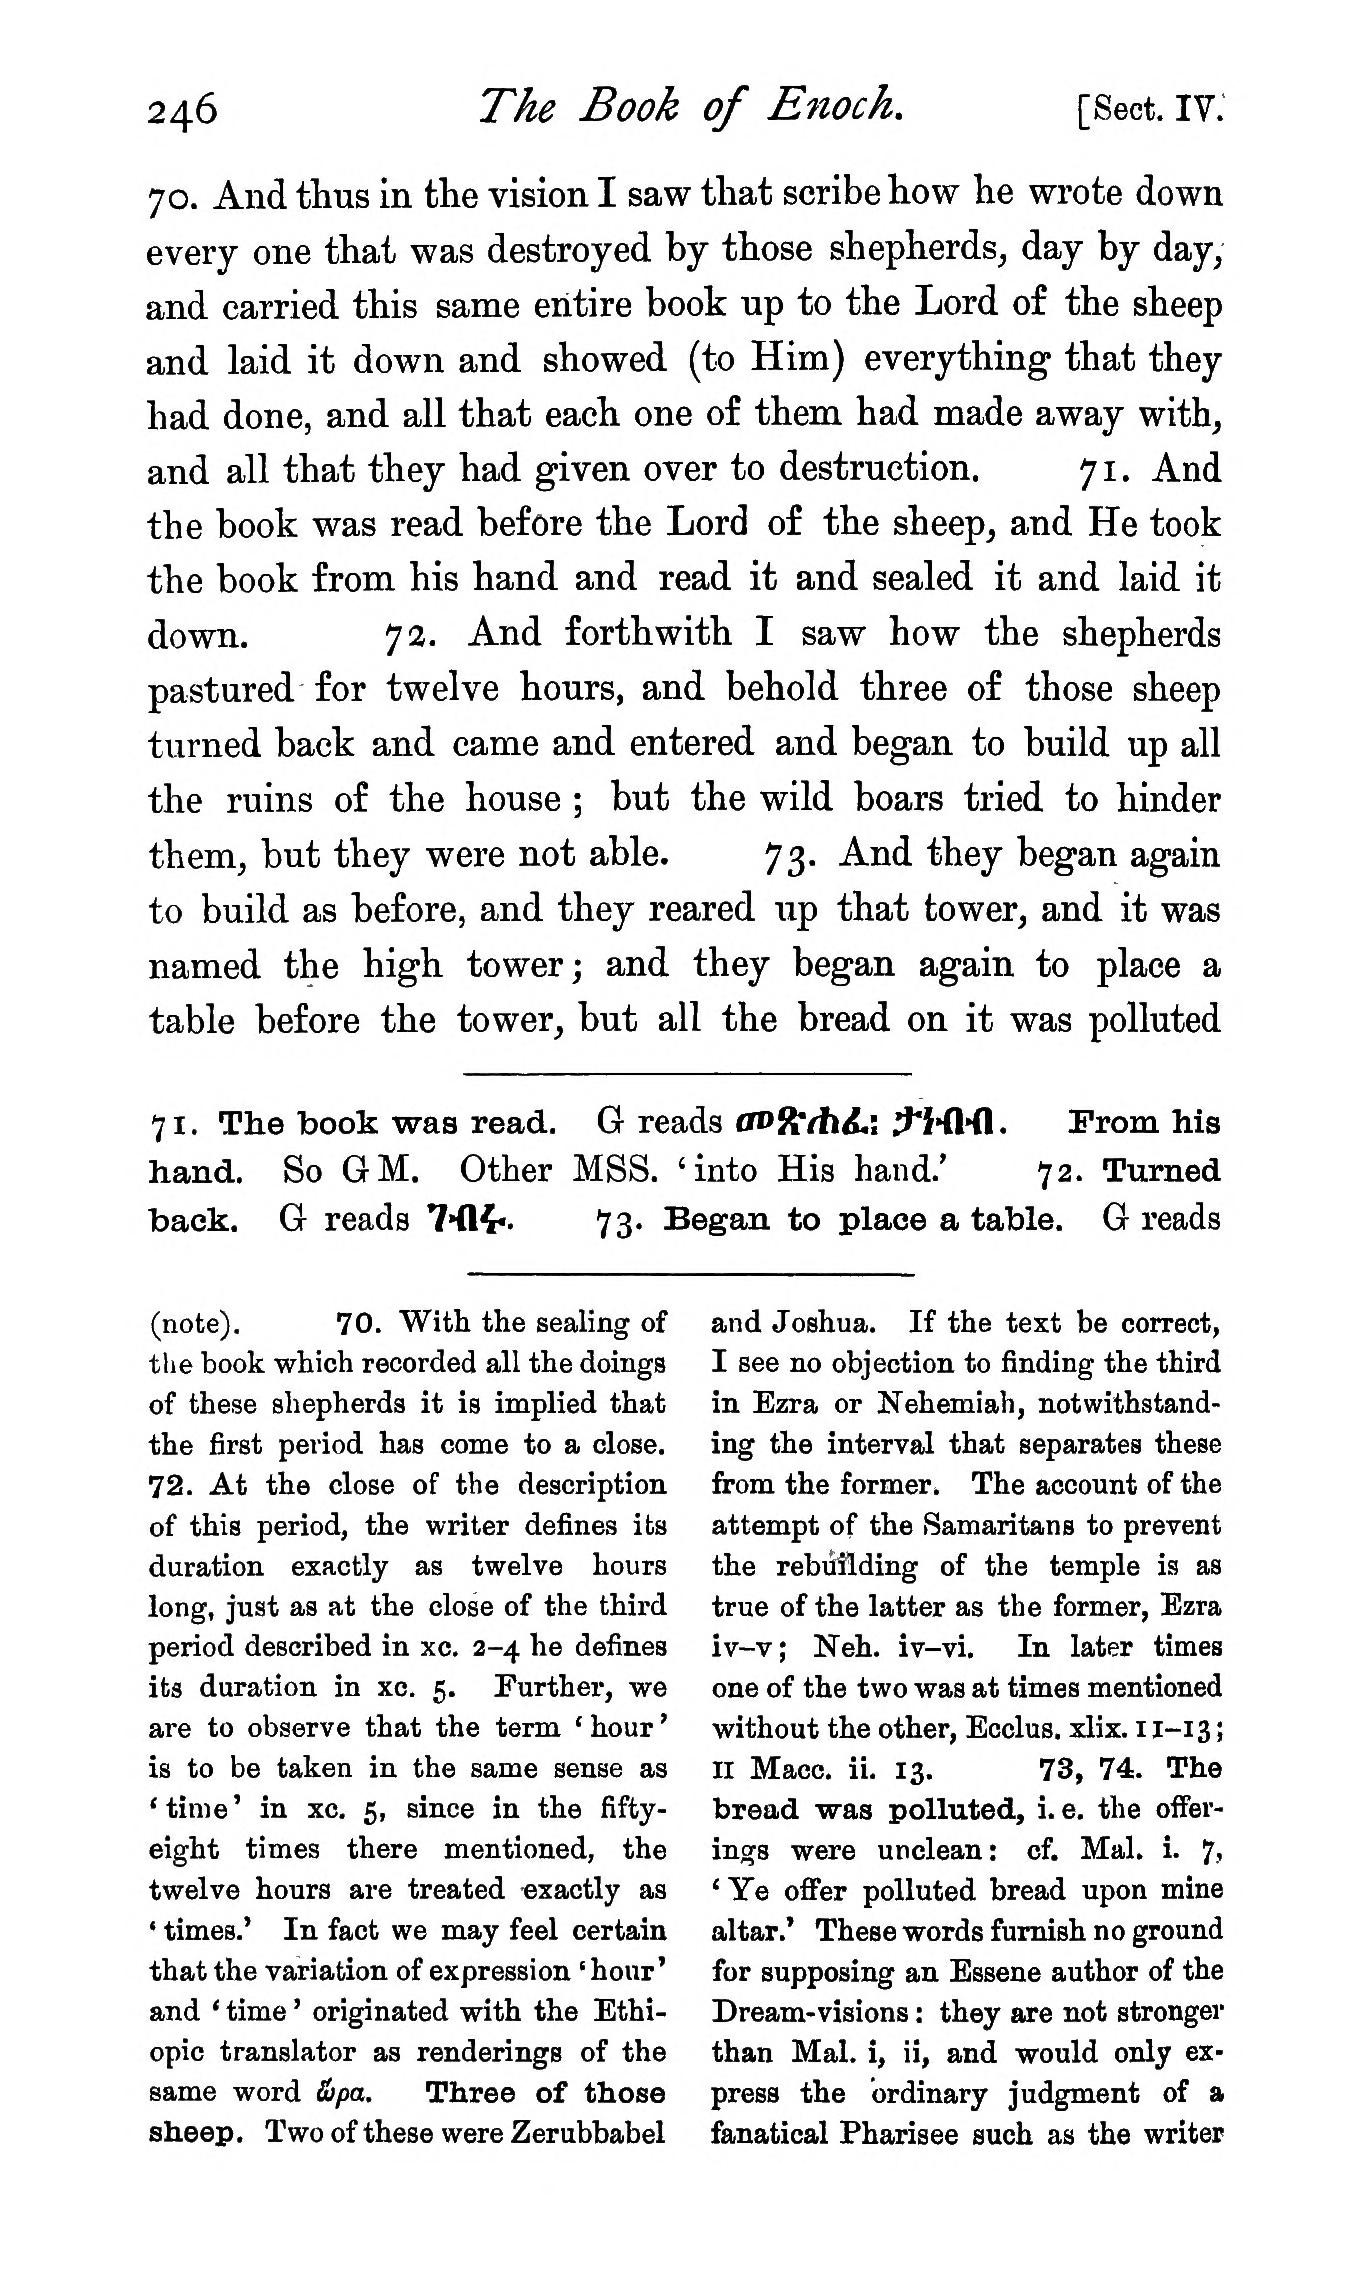 246 The Book of Enoch. [Sect. IV.
70. And thus in the vision I saw that scribe how he wrote down
every one that was destroyed by those shepherds, day by day,
and carried this same entire book up to the Lord of the sheep
and laid it down and showed (to Him) everything that they
had done, and all that each one of them had made away with,
and all that they had given over to destruction. 71. And
the book was read before the Lord of the sheep, and He took
the book from his hand and read it and sealed it and laid it
down. 72. And forthwith I saw how the shepherds
pastured for twelve hours, and behold three of those sheep
turned back and came and entered and began to build up all
the ruins of the house; but the wild boars tried to hinder
them, but they were not able. 73. And they began again
to build as before, and they reared up that tower, and it was
named the high tower; and they began again to place a
table before the tower, but all the bread on it was polluted
71. The book was read. G reads መጽሐፈ፡ ታነብብ. From his
hand. So G M. Other MSS. ‘into His hand.’ 72. Turned
back. G reads ገብሩ. 73. Began to place a table. G reads
(note). 70. With the sealing of
the book which recorded all the doings
of these shepherds it is implied that
the first period has come to a close.
72. At the close of the description
of this period, the writer defines its
duration exactly as twelve hours
long, just as at the close of the third
period described in xc. 2–4 he defines
its duration in xc. 5. Further, we
are to observe that the term ‘hour’
is to be taken in the same sense as
‘time’ in xc. 5, since in the fifty-
eight times there mentioned, the
twelve hours are treated exactly as
‘times.’ In fact we may feel certain
that the variation of expression ‘hour’
and ‘time’ originated with the Ethi-
opic translator as renderings of the
same word ὥρα. Three of those
sheep. Two of these were Zerubbabel
and Joshua. If the text be correct,
I see no objection to finding the third
in Ezra or Nehemiah, notwithstand-
ing the interval that separates these
from the former. The account of the
attempt of the Samaritans to prevent
the rebuilding of the temple is as
true of the latter as the former, Ezra
iv–v; Neh. iv–vi. In later times
one of the two was at times mentioned
without the other, Ecclus. xlix. 11–13;
II Macc. ii. 13. 73, 74. The
bread was polluted, i. e. the offer-
ings were unclean: cf. Mal. i. 7,
‘Ye offer polluted bread upon mine
altar.’ These words furnish no ground
for supposing an Essene author of the
Dream-visions: they are not stronger
than Mal. i, ii, and would only ex-
press the ordinary judgment of a
fanatical Pharisee such as the writer